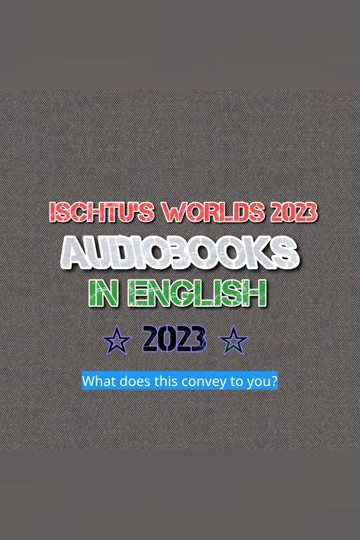 ISCHTU'S WORLDS 2023
AUDIOBOOKS
IN ENGLISH
☆ 2023 ☆
What does this convey to you?